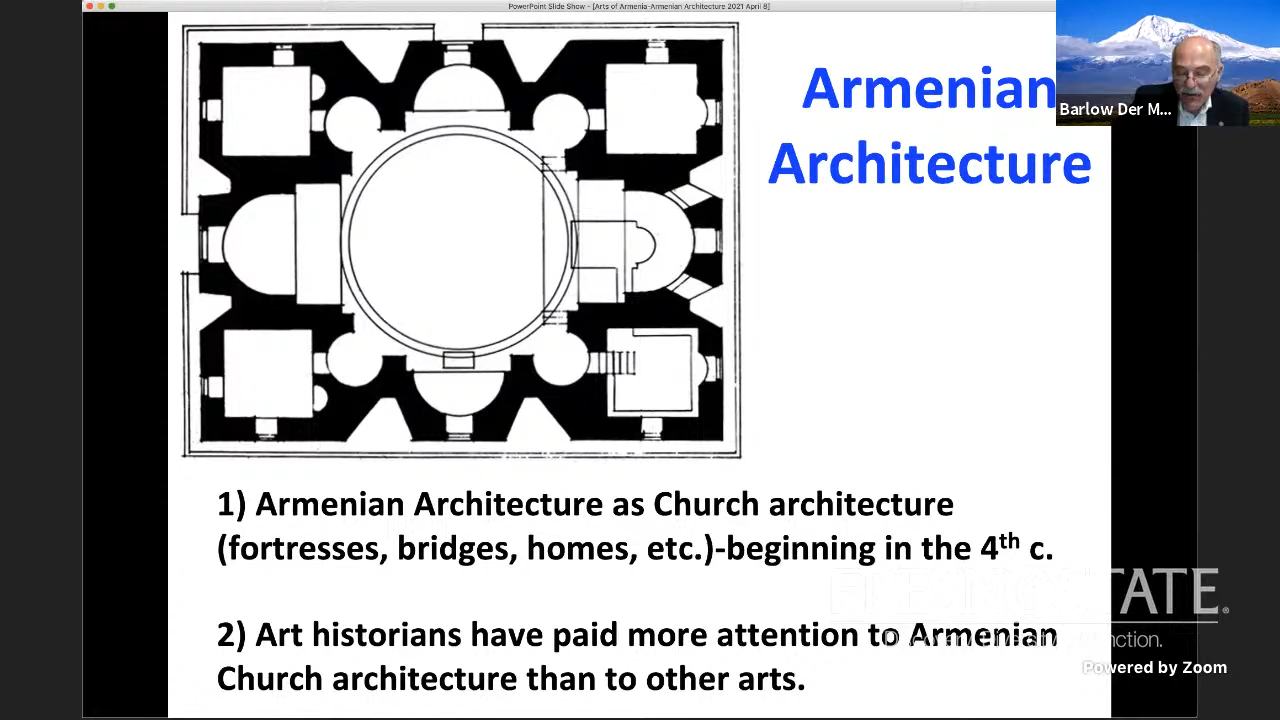 PowerPoint Slide Show - [Arts of Armenia-Armenian Architecture 2021 April 8]
Armenian
Architecture
Barlow Der M...
1) Armenian Architecture as Church architecture
(fortresses, bridges, homes, etc.)-beginning in the 4th c.
2) Art historians have paid more attention to Armenian
Church architecture than to other arts.
FRESNO STATE.
Powered by Zoom